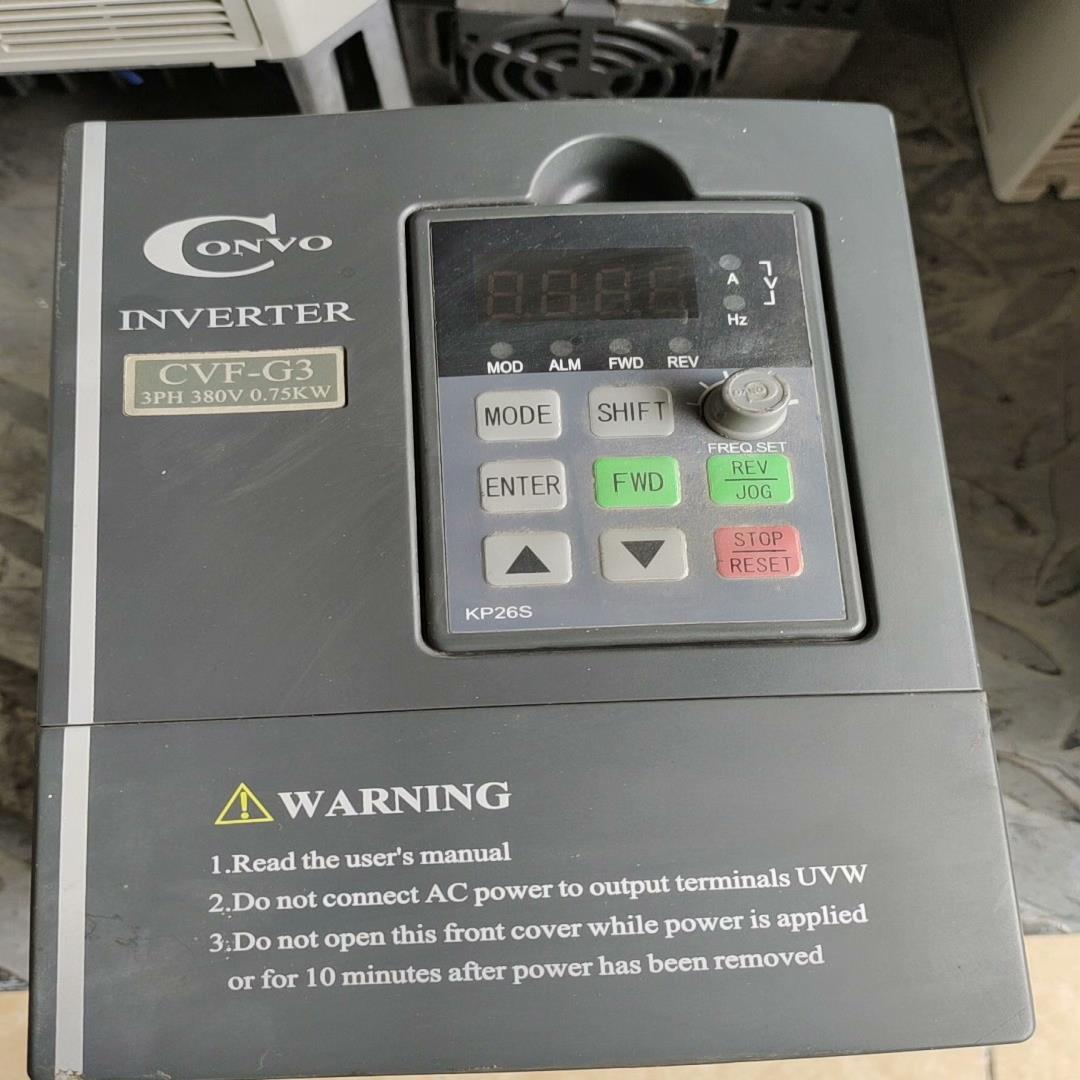 CONVO
INVERTER
CVF-G3
3PH 380V 0.75KW
A
V
Hz
MOD ALM FWD REV
MODE SHIFT
FREQ.SET
ENTER FWD REV
JOG
STOP
RESET
KP26S
WARNING
1.Read the user's manual
2.Do not connect AC power to output terminals UVW
3.Do not open this front cover while power is applied
or for 10 minutes after power has been removed